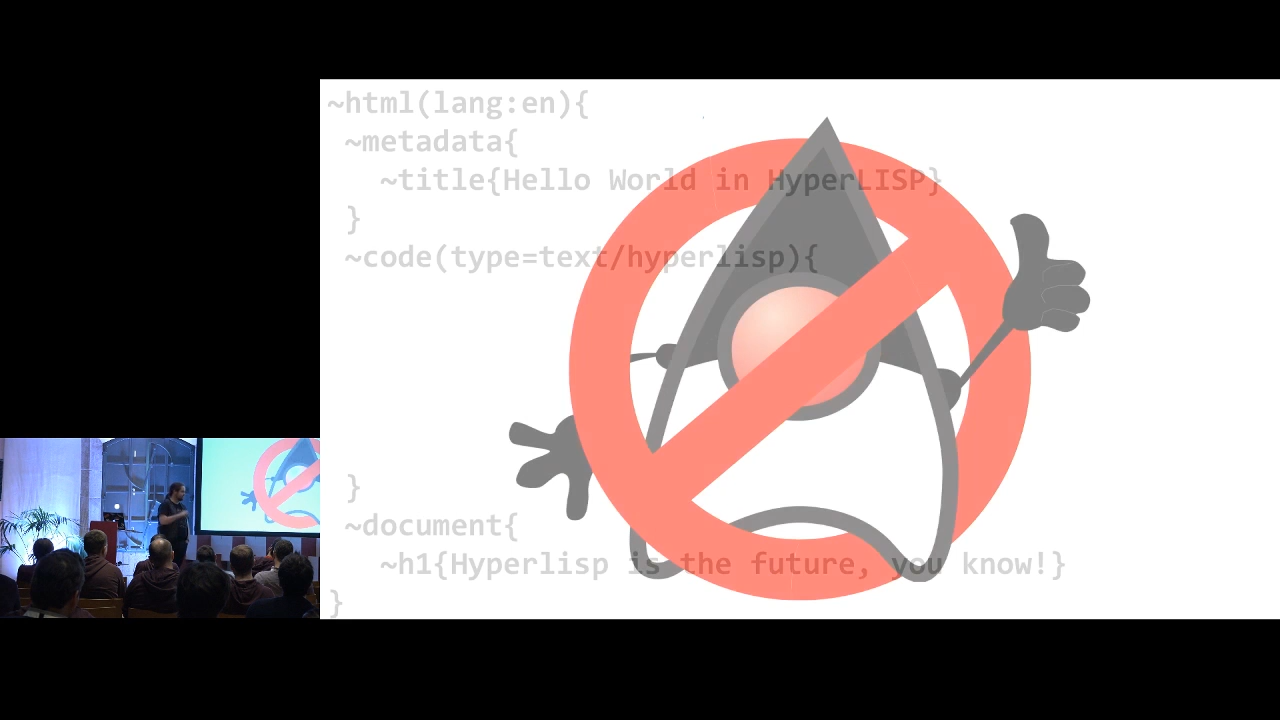 ~html(lang:en){
~metadata{
~title{Hello World in HyperLISP}
}
~code(type=text/hyperlisp){
}
~document{
~h1{Hyperlisp is the future, you know!}
}